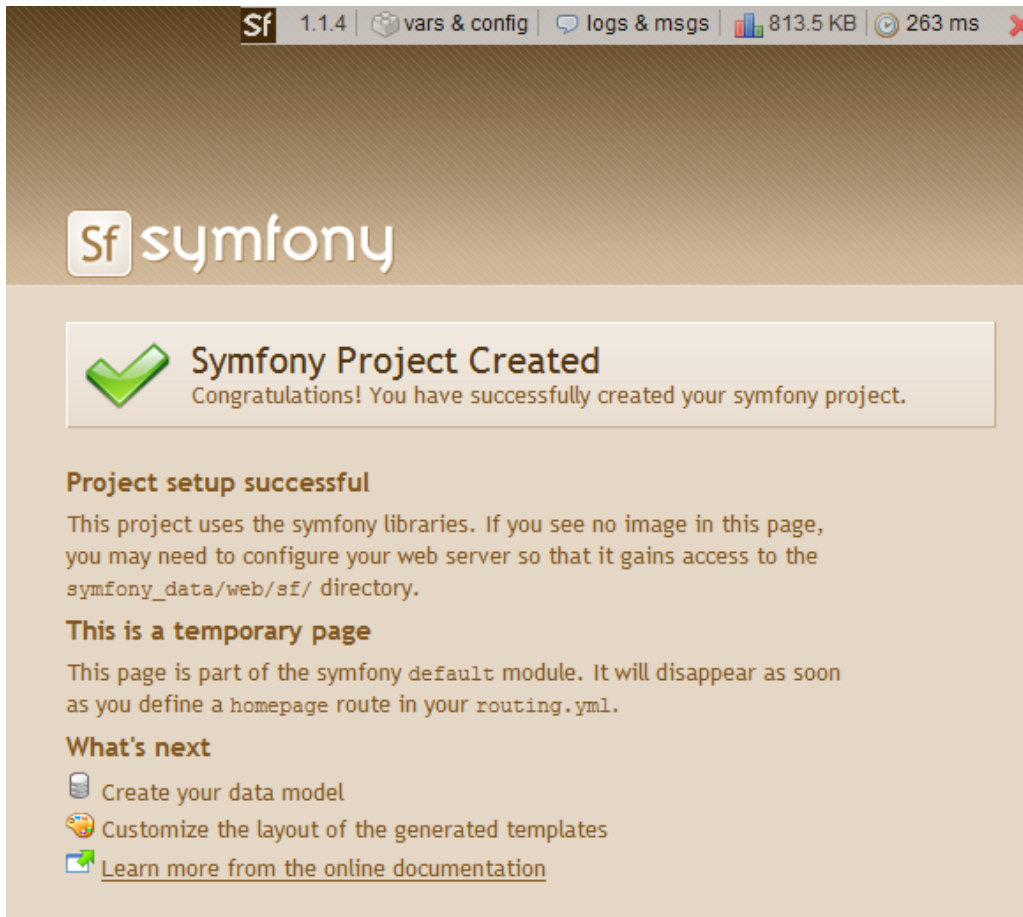 Sf 1.1.4 vars & config logs & msgs 813.5 KB 263 ms
Sf symfony
Symfony Project Created
Congratulations! You have successfully created your symfony project.
Project setup successful
This project uses the symfony libraries. If you see no image in this page,
you may need to configure your web server so that it gains access to the
symfony_data/web/sf/ directory.
This is a temporary page
This page is part of the symfony default module. It will disappear as soon
as you define a homepage route in your routing.yml.
What's next
Create your data model
Customize the layout of the generated templates
Learn more from the online documentation